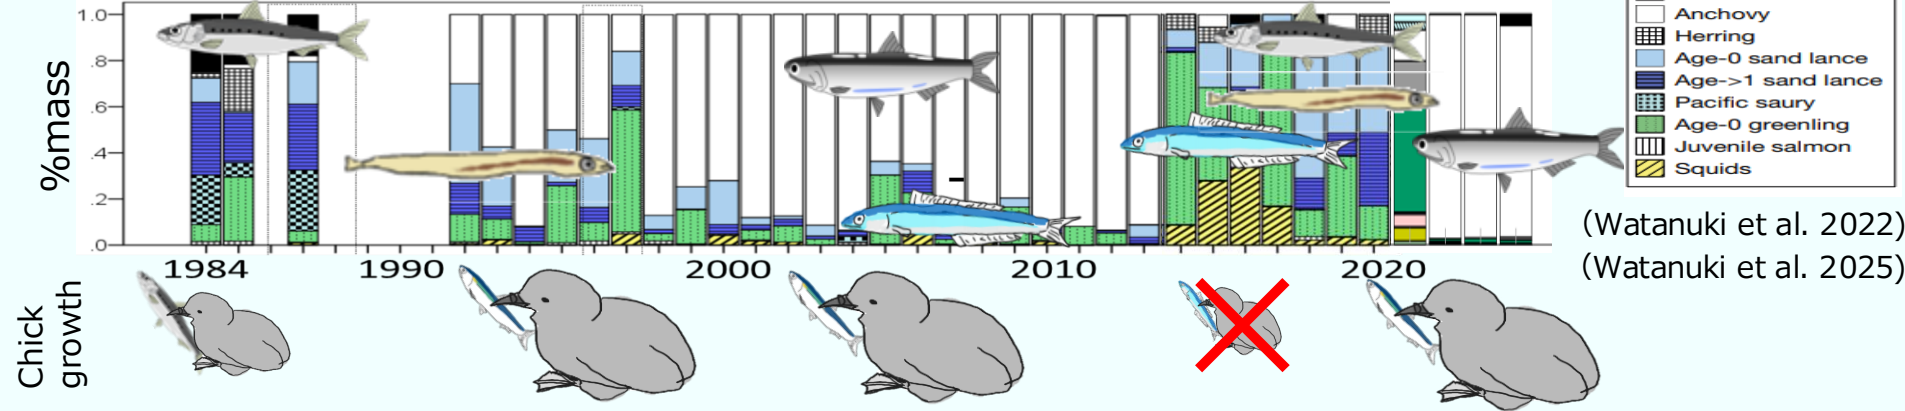 1.0
.8
.6
.4
.2
.0
%mass
1984
1990
2000
2010
2020
Anchovy
Herring
Age-0 sand lance
Age->1 sand lance
Pacific saury
Age-0 greenling
Juvenile salmon
Squids
(Watanuki et al. 2022)
(Watanuki et al. 2025)
Chick
growth